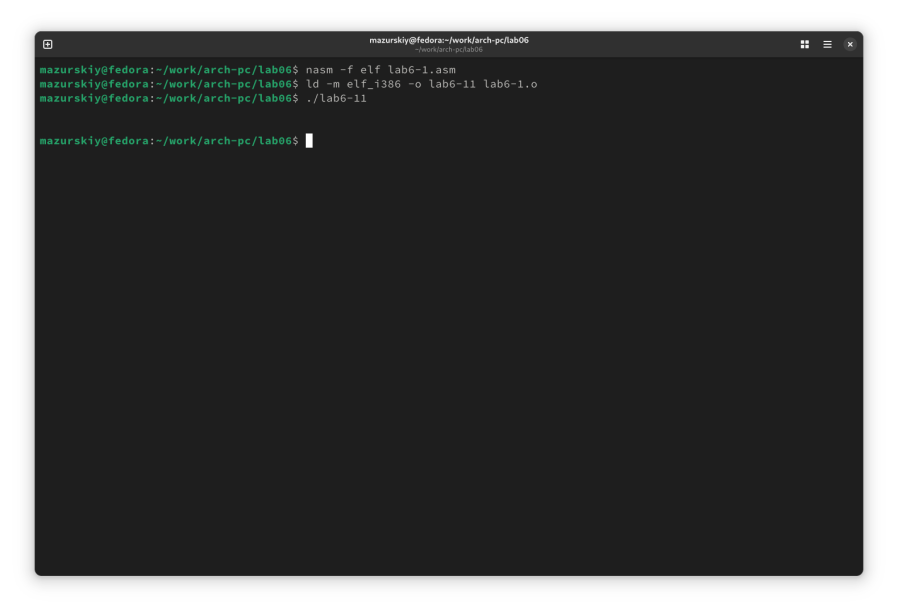 mazurskiy@fedora:~/work/arch-pc/lab06
~/work/arch-pc/lab06
mazurskiy@fedora:~/work/arch-pc/lab06$ nasm -f elf lab6-1.asm
mazurskiy@fedora:~/work/arch-pc/lab06$ ld -m elf_i386 -o lab6-11 lab6-1.o
mazurskiy@fedora:~/work/arch-pc/lab06$ ./lab6-11
mazurskiy@fedora:~/work/arch-pc/lab06$